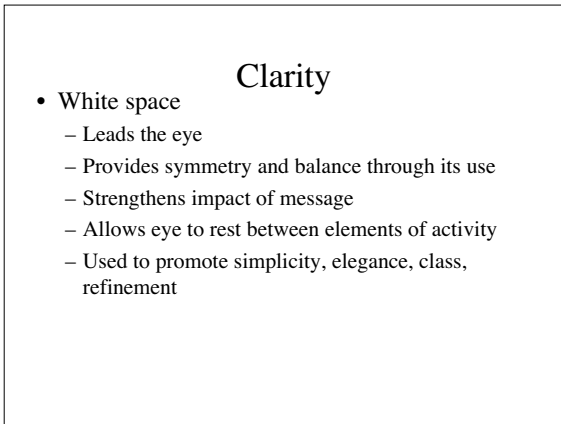 Clarity
• White space
– Leads the eye
– Provides symmetry and balance through its use
– Strengthens impact of message
– Allows eye to rest between elements of activity
– Used to promote simplicity, elegance, class,
refinement